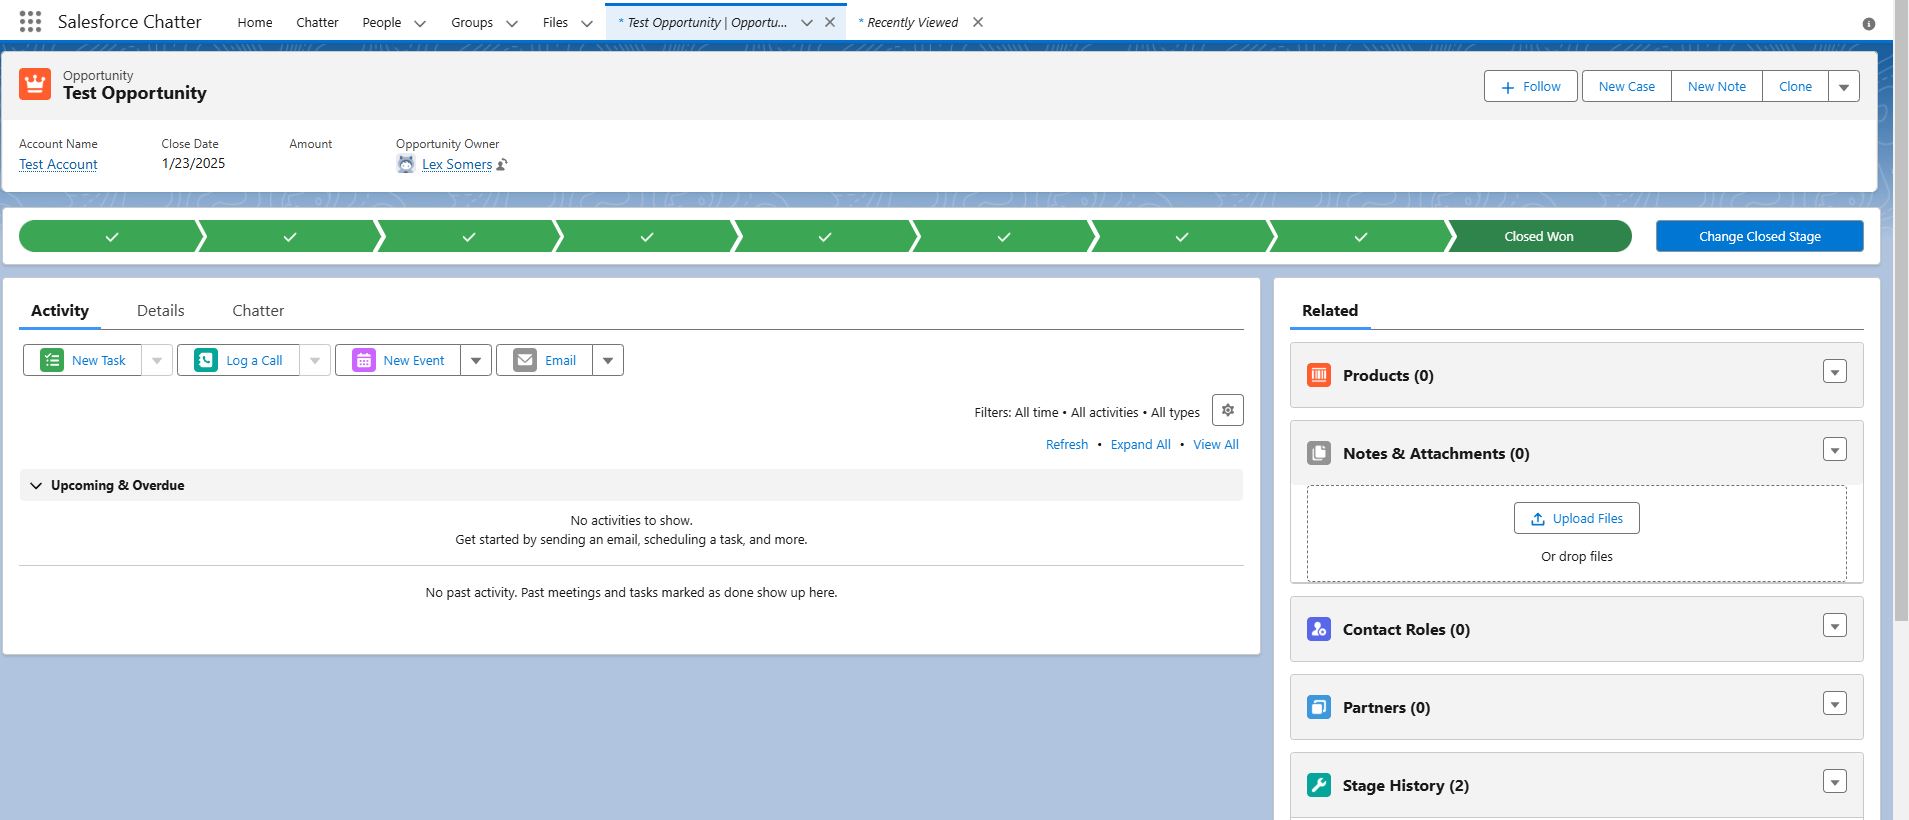 Salesforce Chatter Home Chatter People Groups Files * Test Opportunity | Opportu... * Recently Viewed
Opportunity
Test Opportunity
Follow New Case New Note Clone
Account Name Close Date Amount Opportunity Owner
Test Account 1/23/2025 Lex Somers
Closed Won Change Closed Stage
Activity Details Chatter
New Task Log a Call New Event Email
Filters: All time • All activities • All types
Refresh • Expand All • View All
Upcoming & Overdue
No activities to show.
Get started by sending an email, scheduling a task, and more.
No past activity. Past meetings and tasks marked as done show up here.
Related
Products (0)
Notes & Attachments (0)
Upload Files
Or drop files
Contact Roles (0)
Partners (0)
Stage History (2)